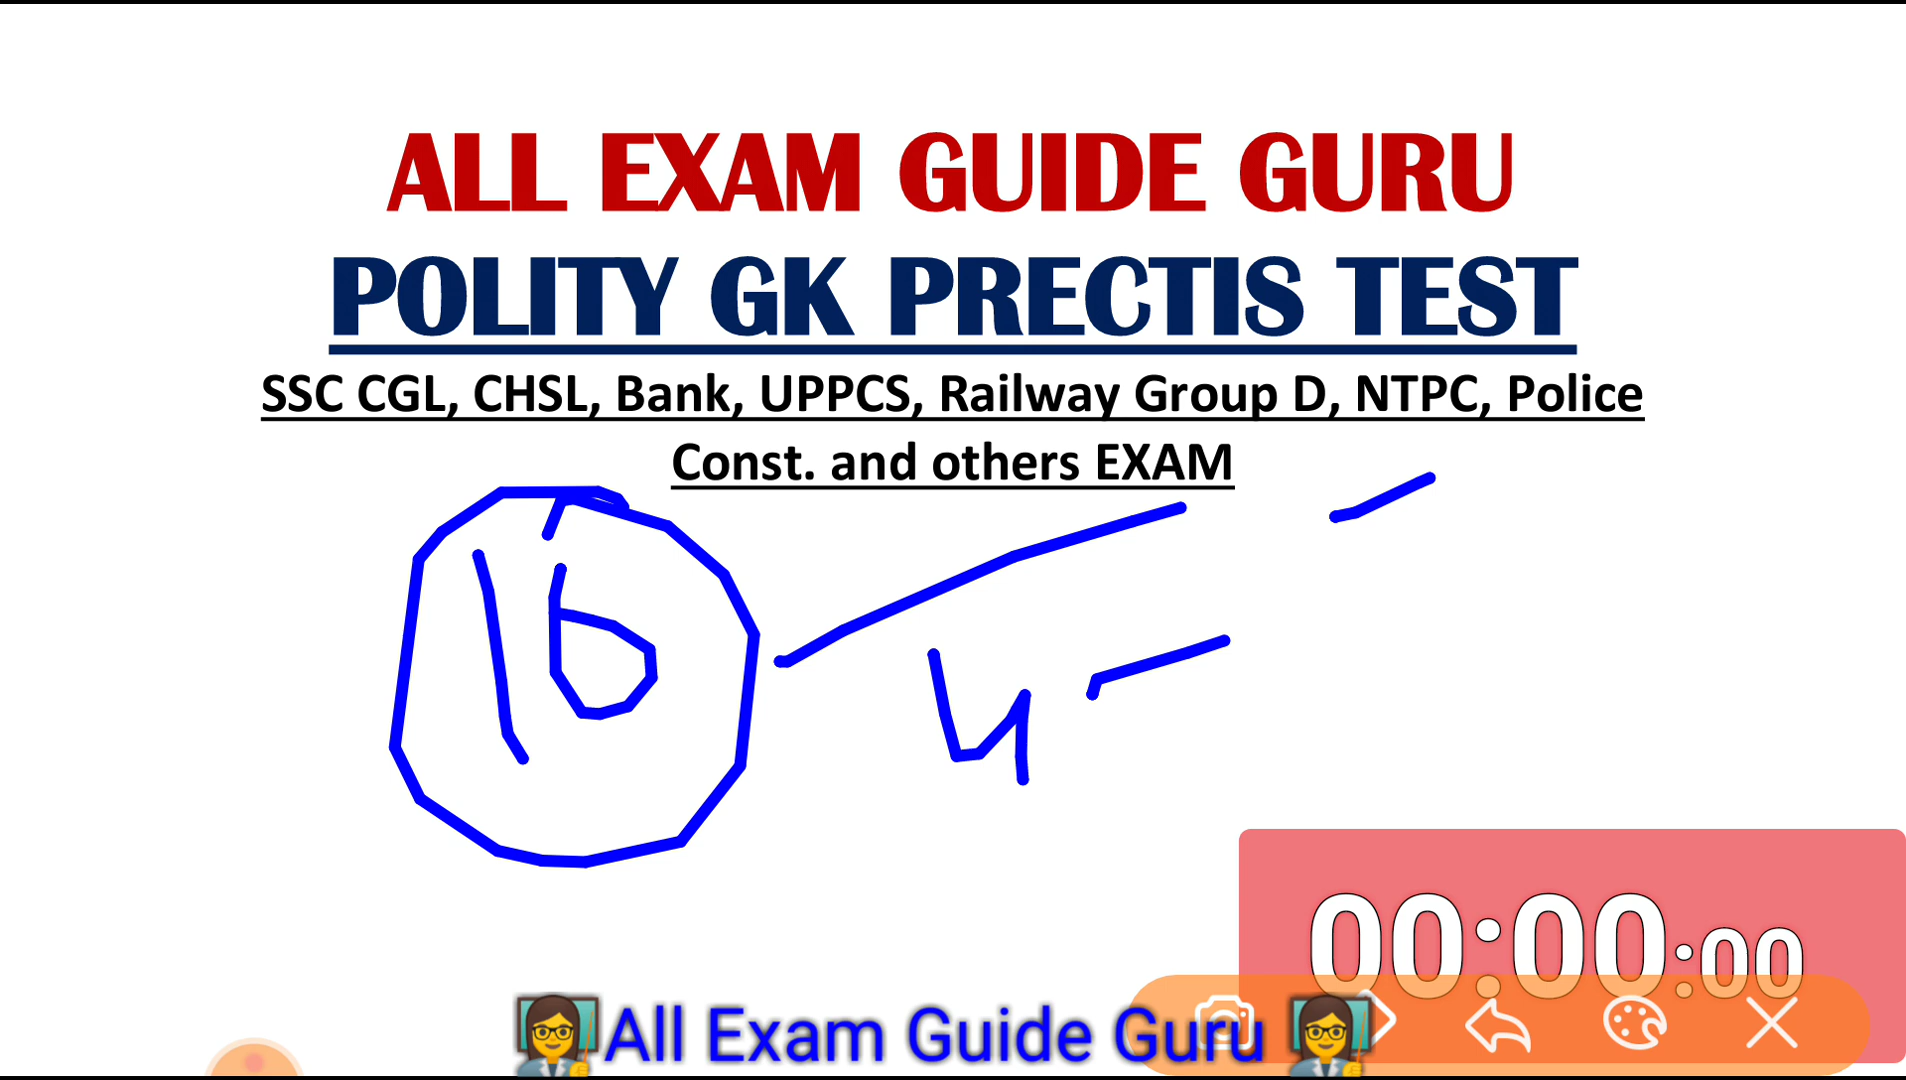 ALL EXAM GUIDE GURU
POLITY GK PRECTIS TEST
SSC CGL, CHSL, Bank, UPPCS, Railway Group D, NTPC, Police
Const. and others EXAM
16
4
00:00:00
All Exam Guide Guru